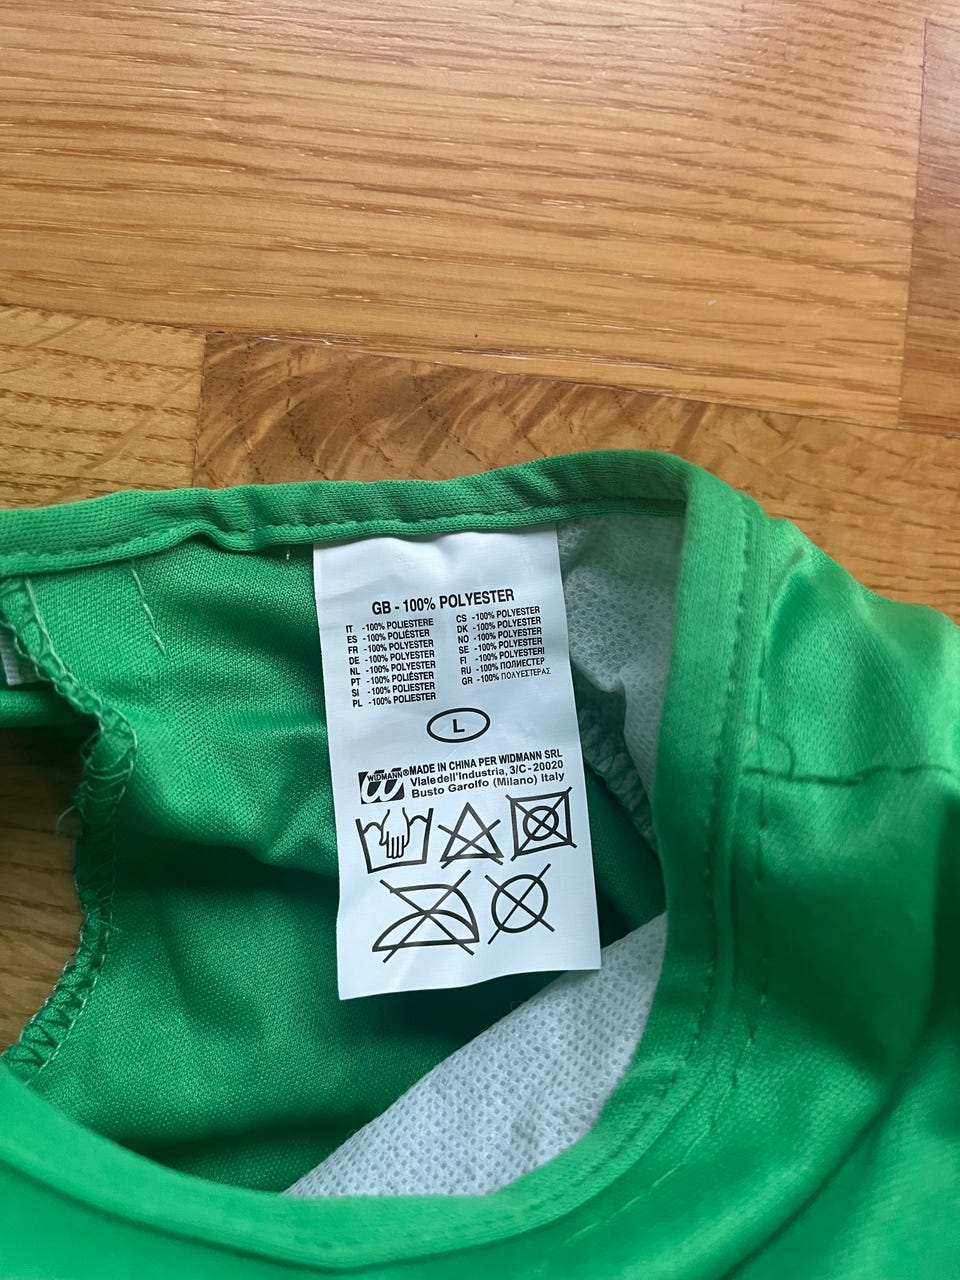 GB - 100% POLYESTER
IT -100% POLIESTERE
ES -100% POLIÉSTER
FR -100% POLYESTER
DE -100% POLYESTER
NL -100% POLYESTER
PT -100% POLIÉSTER
SI -100% POLIESTER
PL -100% POLIESTER
CS -100% POLYESTER
DK -100% POLYESTER
NO -100% POLYESTER
SE -100% POLYESTER
FI -100% POLYESTERI
RU -100% ПОЛИЕСТЕР
GR -100% ΠΟΛΥΕΣΤΕΡΑΣ
L
WIDMANN®
MADE IN CHINA PER WIDMANN SRL
Viale dell'Industria, 3/C - 20020
Busto Garolfo (Milano) Italy